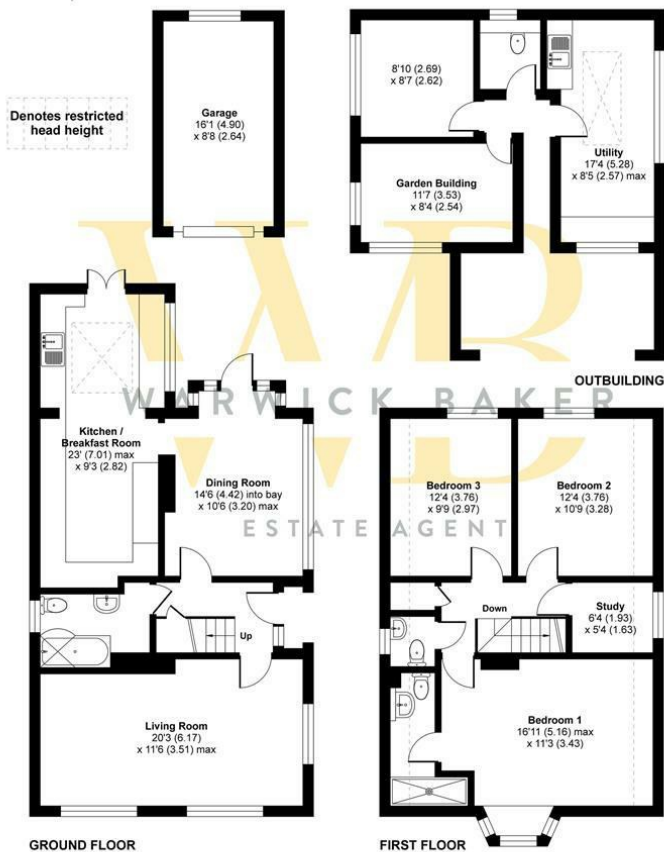 Denotes restricted
head height
Garage
16'1 (4.90)
x 8'8 (2.64)
8'10 (2.69)
x 8'7 (2.62)
Utility
17'4 (5.28)
x 8'5 (2.57) max
Garden Building
11'7 (3.53)
x 8'4 (2.54)
OUTBUILDING
WB
WARWICK BAKER
ESTATE AGENT
Kitchen /
Breakfast Room
23' (7.01) max
x 9'3 (2.82)
Dining Room
14'6 (4.42) into bay
x 10'6 (3.20) max
Up
Living Room
20'3 (6.17)
x 11'6 (3.51) max
GROUND FLOOR
Bedroom 3
12'4 (3.76)
x 9'9 (2.97)
Bedroom 2
12'4 (3.76)
x 10'9 (3.28)
Down
Study
6'4 (1.93)
x 5'4 (1.63)
Bedroom 1
16'11 (5.16) max
x 11'3 (3.43)
FIRST FLOOR